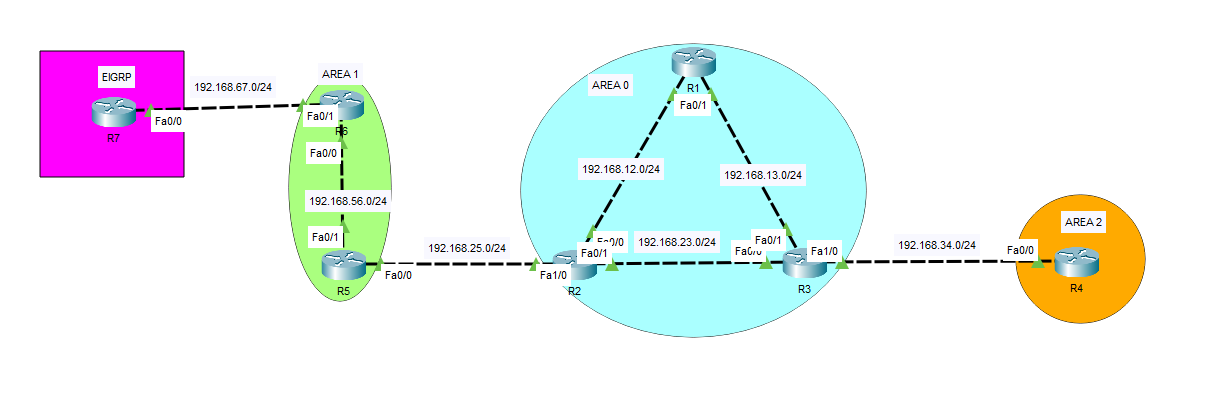 EIGRP
192.168.67.0/24
Fa0/0
R7
AREA 1
Fa0/1
R6
Fa0/0
192.168.56.0/24
Fa0/1
R5
Fa0/0
192.168.25.0/24
AREA 0
R1
Fa0/1
192.168.12.0/24
192.168.13.0/24
Fa0/0
Fa0/1
Fa1/0
R2
192.168.23.0/24
Fa0/1
Fa1/0
R3
192.168.34.0/24
AREA 2
Fa0/0
R4